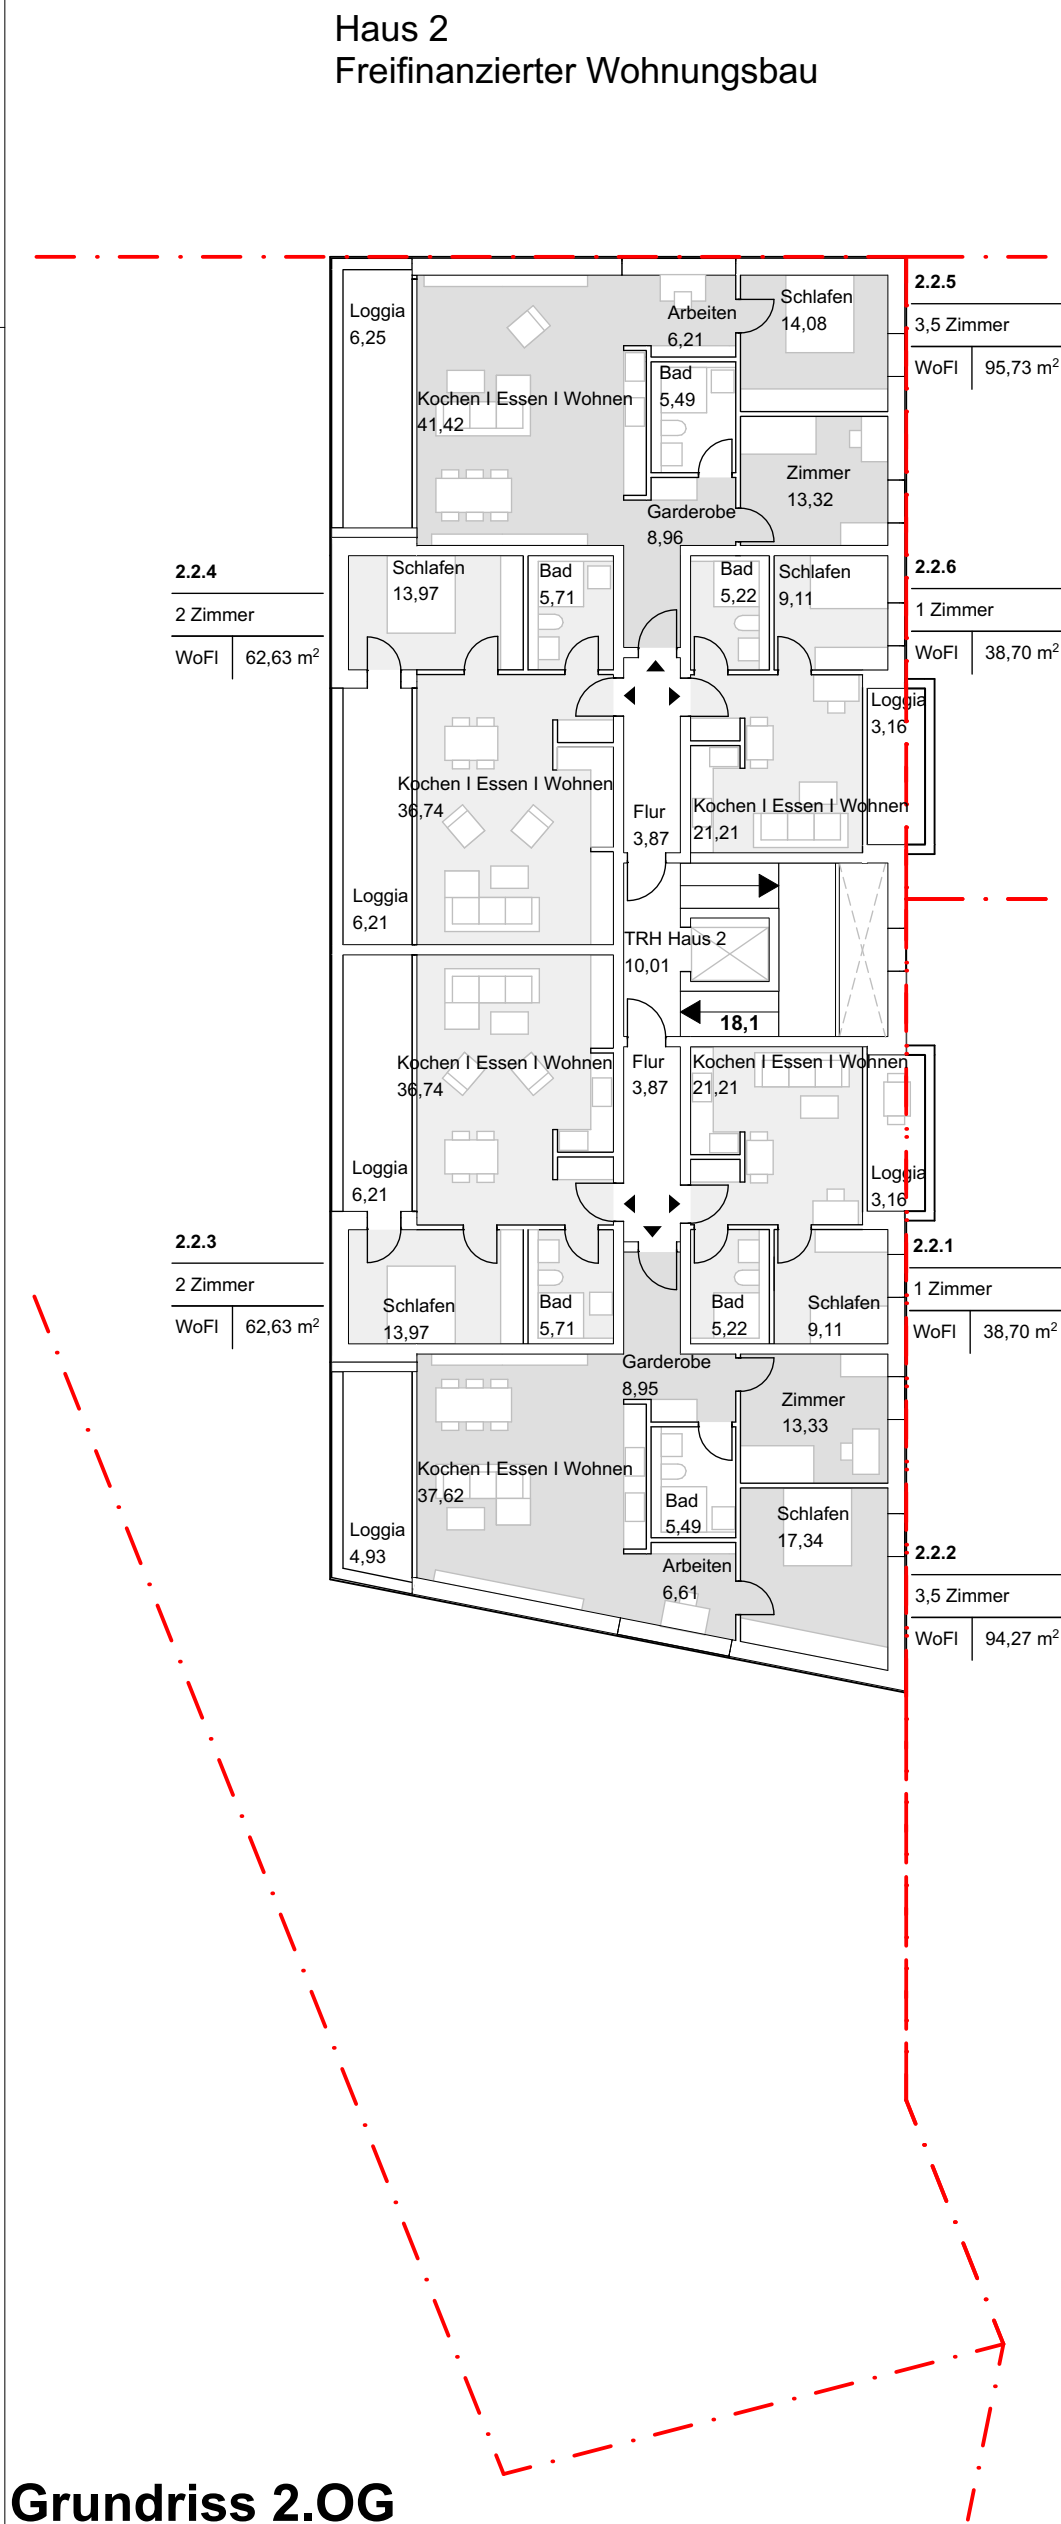 Haus 2
Freifinanzierter Wohnungsbau
2.2.5
3,5 Zimmer
WoFl 95,73 m²
Loggia
6,25
Arbeiten
6,21
Schlafen
14,08
Bad
5,49
Kochen I Essen I Wohnen
41,42
Zimmer
13,32
Garderobe
8,96
2.2.4
2 Zimmer
WoFl 62,63 m²
Schlafen
13,97
Bad
5,71
Bad
5,22
Schlafen
9,11
2.2.6
1 Zimmer
WoFl 38,70 m²
Loggia
3,16
Kochen I Essen I Wohnen
36,74
Flur
3,87
Kochen I Essen I Wohnen
21,21
Loggia
6,21
TRH Haus 2
10,01
18,1
Kochen I Essen I Wohnen
36,74
Flur
3,87
Kochen I Essen I Wohnen
21,21
Loggia
6,21
Loggia
3,16
2.2.3
2 Zimmer
WoFl 62,63 m²
Schlafen
13,97
Bad
5,71
Bad
5,22
Schlafen
9,11
2.2.1
1 Zimmer
WoFl 38,70 m²
Garderobe
8,95
Zimmer
13,33
Kochen I Essen I Wohnen
37,62
Loggia
4,93
Bad
5,49
Schlafen
17,34
Arbeiten
6,61
2.2.2
3,5 Zimmer
WoFl 94,27 m²
Grundriss 2.OG